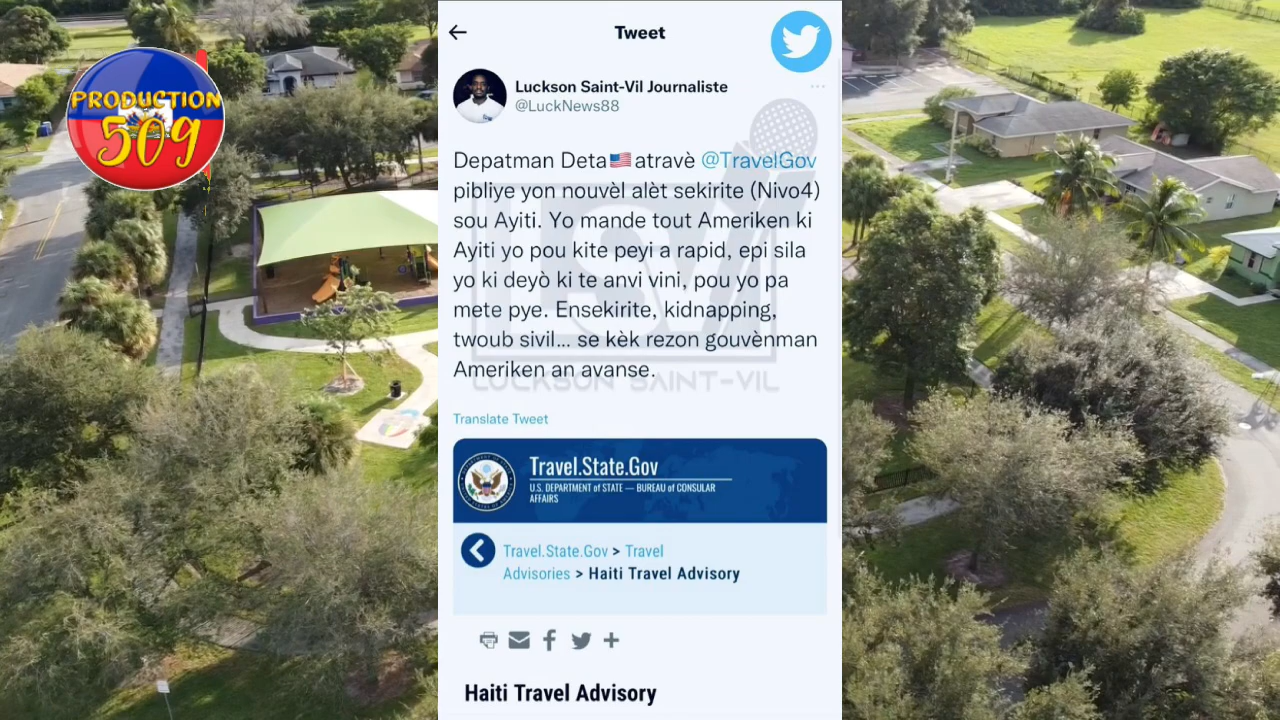 PRODUCTION
509
Tweet
Luckson Saint-Vil Journaliste
@LuckNews88
Depatman Deta🇺🇸atravè @TravelGov
pibliye yon nouvèl alèt sekirite (Nivo4)
sou Ayiti. Yo mande tout Ameriken ki
Ayiti yo pou kite peyi a rapid, epi sila
yo ki deyò ki te anvi vini, pou yo pa
mete pye. Ensekirite, kidnapping,
twoub sivil... se kèk rezon gouvènman
Ameriken an avanse.
LSV
LUCKSON SAINT-VIL
Translate Tweet
Travel.State.Gov
U.S. DEPARTMENT of STATE — BUREAU of CONSULAR
AFFAIRS
Travel.State.Gov > Travel
Advisories > Haiti Travel Advisory
Haiti Travel Advisory